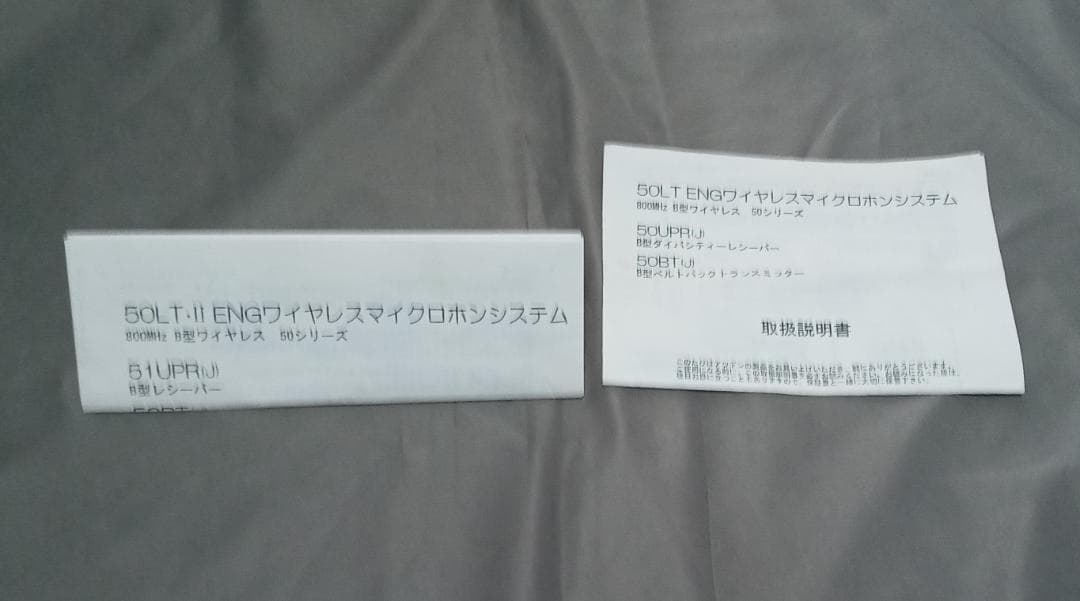 50LT·II ENGワイヤレスマイクロホンシステム
800MHz B型ワイヤレス 50シリーズ
51UPR(J)
B型レシーバー
50LT ENGワイヤレスマイクロホンシステム
800MHz B型ワイヤレス 50シリーズ
50UPR(J)
B型ダイバシティーレシーバー
50BT(J)
B型ベルトパックトランスミッター
取扱説明書